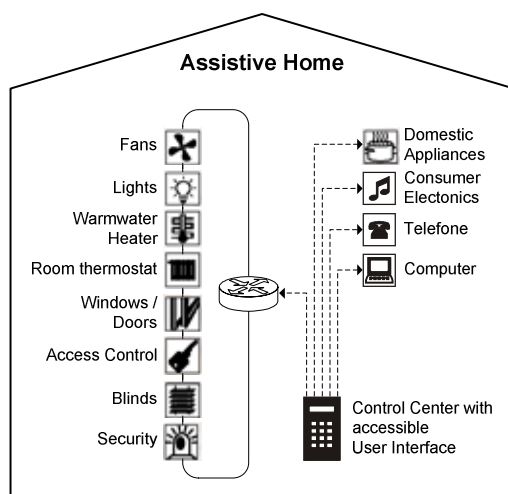 Assistive Home
Fans
Lights
Warmwater
Heater
Room thermostat
Windows /
Doors
Access Control
Blinds
Security
Domestic
Appliances
Consumer
Electonics
Telefone
Computer
Control Center with
accessible
User Interface